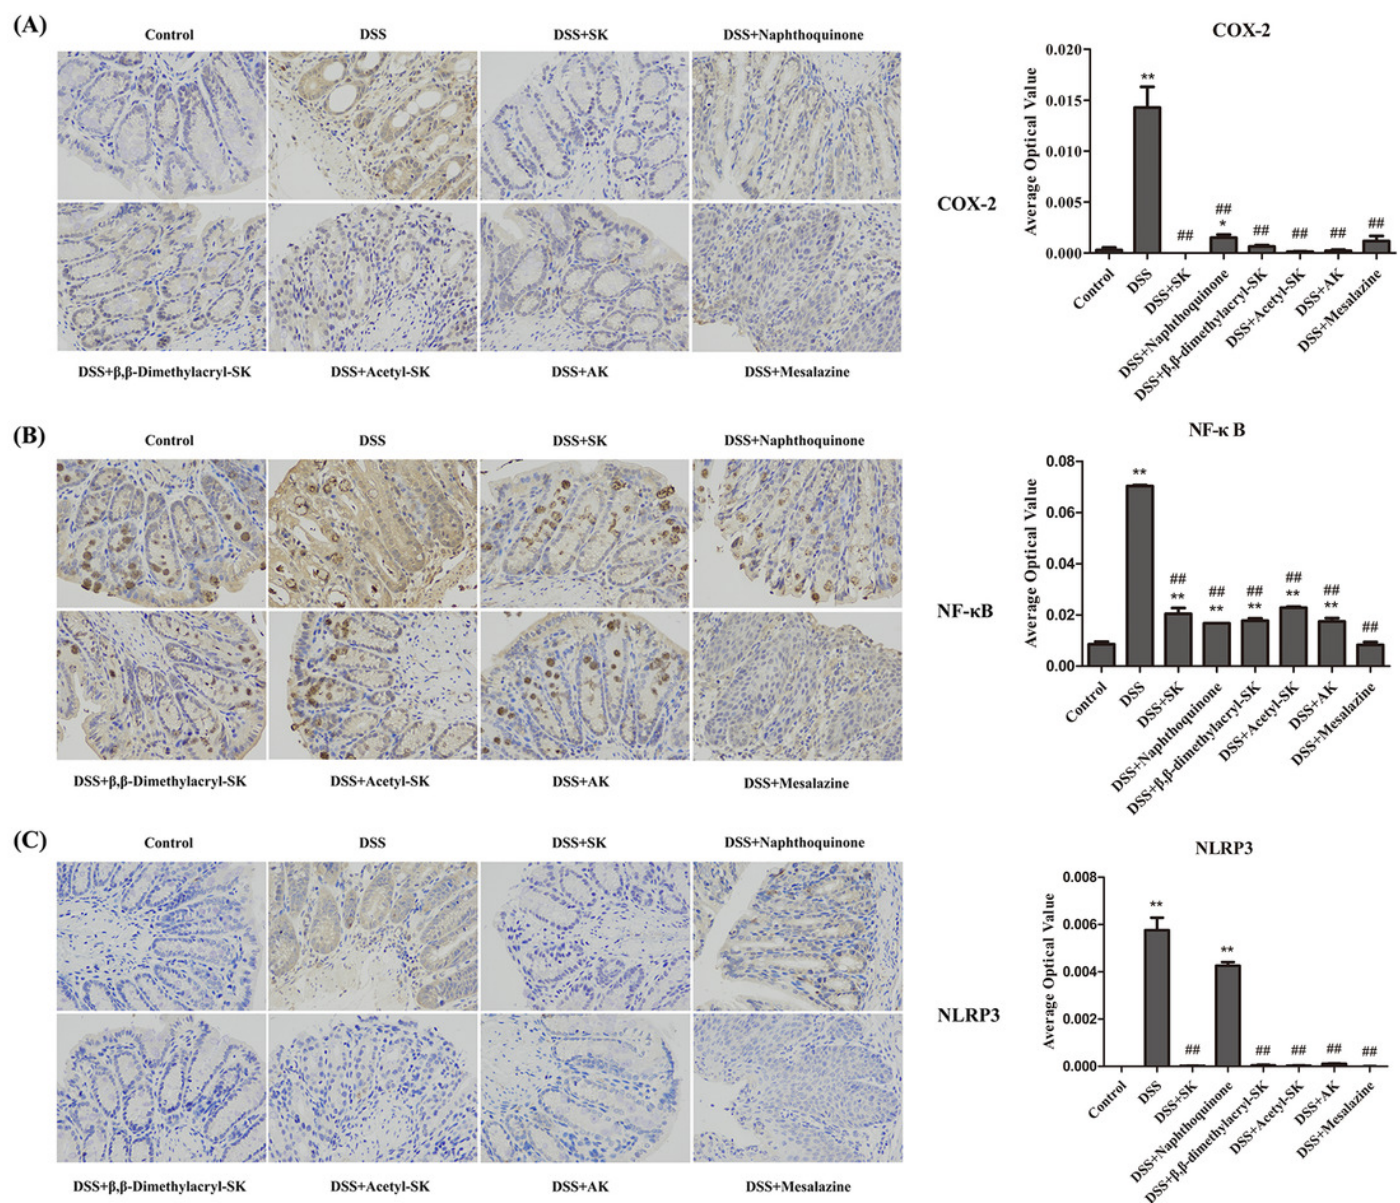 (A)
Control DSS DSS+SK DSS+Naphthoquinone
DSS+β,β-Dimethylacryl-SK DSS+Acetyl-SK DSS+AK DSS+Mesalazine
COX-2
COX-2
Average Optical Value
0.020
0.015
0.010
0.005
0.000
**
##
##
*
##
##
##
##
Control
DSS
DSS+SK
DSS+Naphthoquinone
DSS+β,β-dimethylacryl-SK
DSS+Acetyl-SK
DSS+AK
DSS+Mesalazine
(B)
Control DSS DSS+SK DSS+Naphthoquinone
DSS+β,β-Dimethylacryl-SK DSS+Acetyl-SK DSS+AK DSS+Mesalazine
NF-κB
NF-κ B
Average Optical Value
0.08
0.06
0.04
0.02
0.00
**
##
**
##
**
##
**
##
**
##
**
##
Control
DSS
DSS+SK
DSS+Naphthoquinone
DSS+β,β-dimethylacryl-SK
DSS+Acetyl-SK
DSS+AK
DSS+Mesalazine
(C)
Control DSS DSS+SK DSS+Naphthoquinone
DSS+β,β-Dimethylacryl-SK DSS+Acetyl-SK DSS+AK DSS+Mesalazine
NLRP3
NLRP3
Average Optical Value
0.008
0.006
0.004
0.002
0.000
**
##
**
##
##
##
##
Control
DSS
DSS+SK
DSS+Naphthoquinone
DSS+β,β-dimethylacryl-SK
DSS+Acetyl-SK
DSS+AK
DSS+Mesalazine